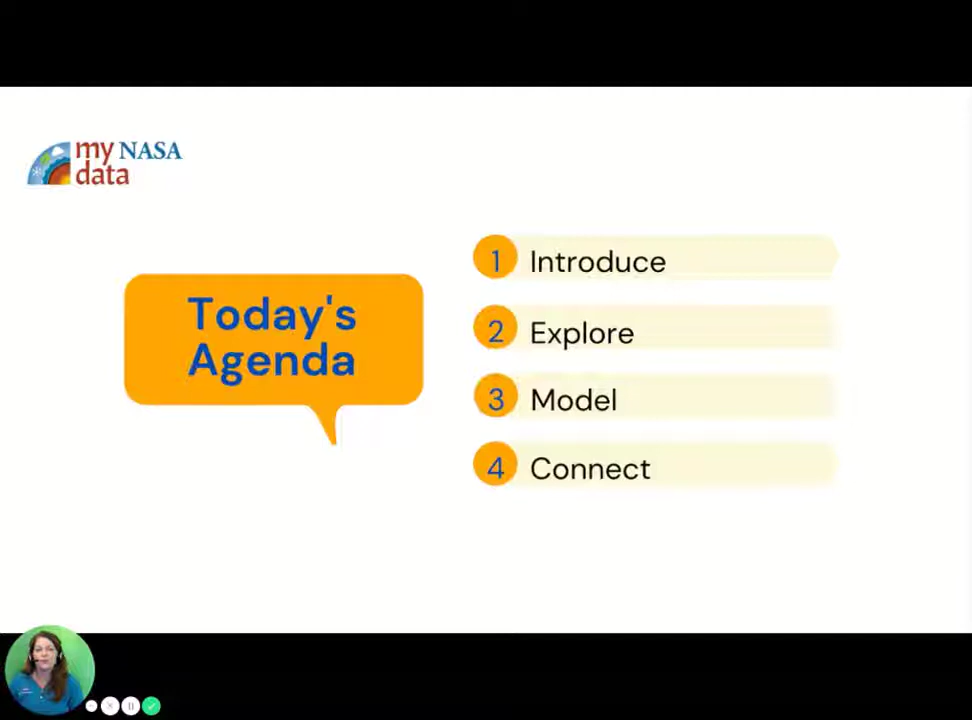 my NASA
data
Today's
Agenda
1 Introduce
2 Explore
3 Model
4 Connect